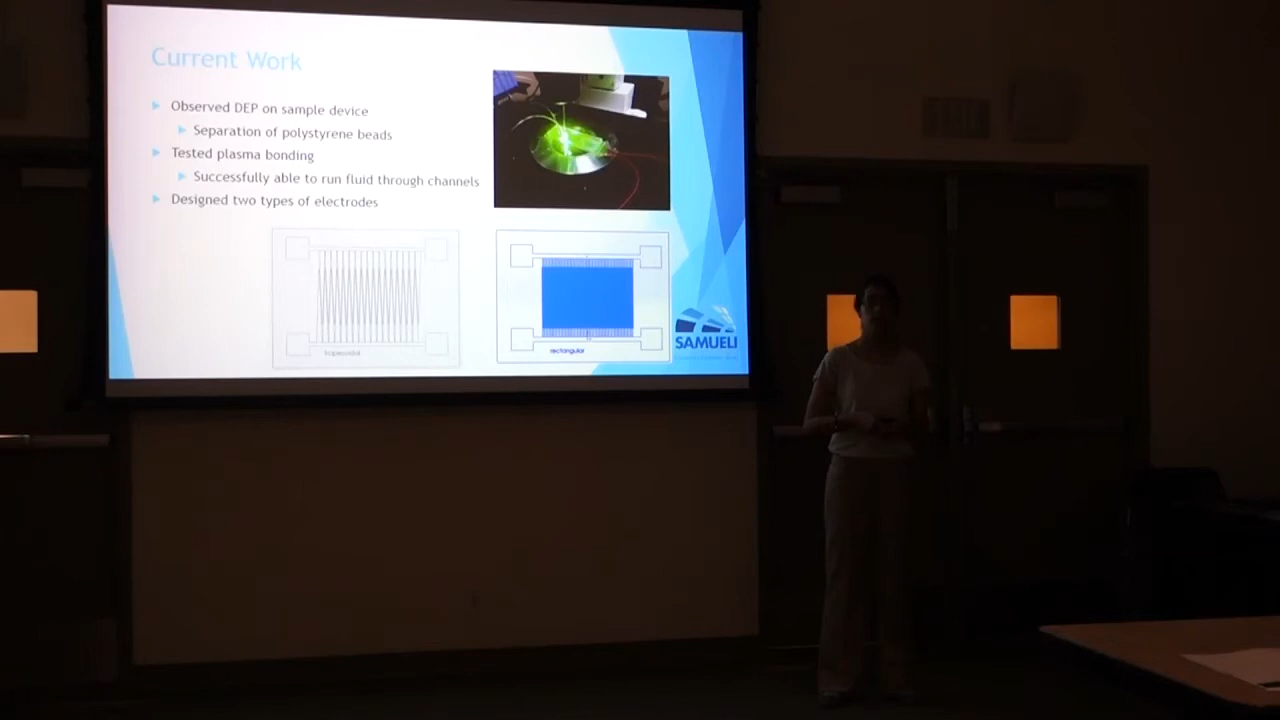 Current Work
Observed DEP on sample device
Separation of polystyrene beads
Tested plasma bonding
Successfully able to run fluid through channels
Designed two types of electrodes
trapezoidal
rectangular
SAMUELI